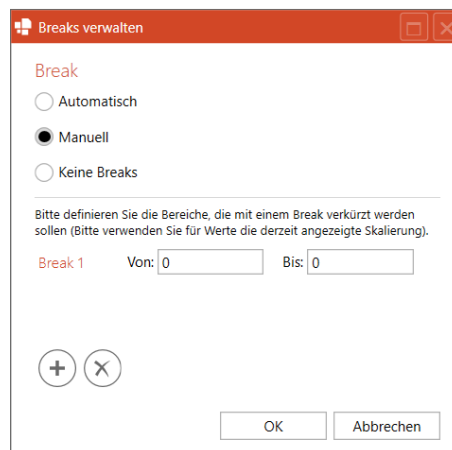 Breaks verwalten
Break
Automatisch
Manuell
Keine Breaks
Bitte definieren Sie die Bereiche, die mit einem Break verkürzt werden
sollen (Bitte verwenden Sie für Werte die derzeit angezeigte Skalierung).
Break 1 Von: 0 Bis: 0
OK Abbrechen